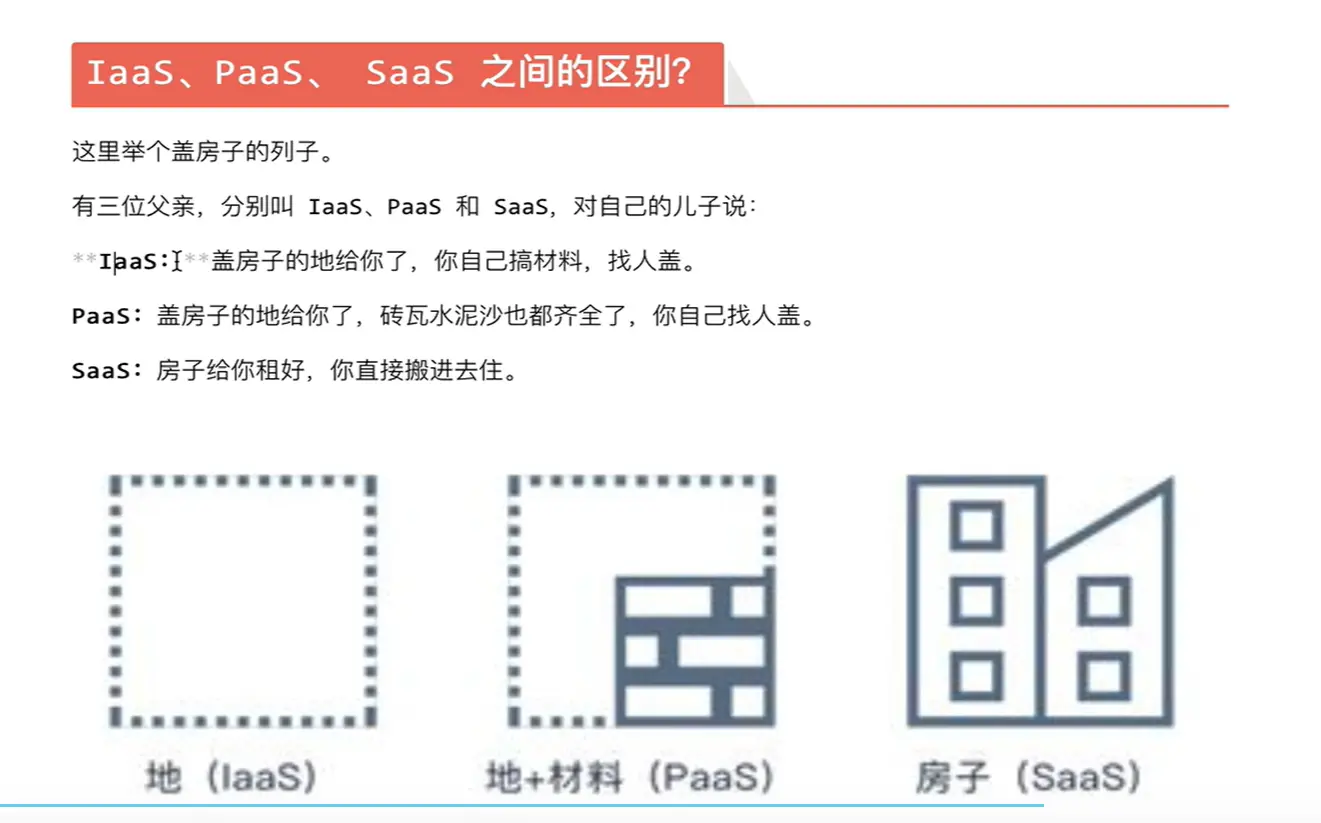 IaaS、PaaS、 SaaS 之间的区别?
这里举个盖房子的列子。
有三位父亲，分别叫 IaaS、PaaS 和 SaaS，对自己的儿子说：
**IaaS:**盖房子的地给你了，你自己搞材料，找人盖。
PaaS: 盖房子的地给你了，砖瓦水泥沙也都齐全了，你自己找人盖。
SaaS: 房子给你租好，你直接搬进去住。
地（IaaS）
地+材料（PaaS）
房子（SaaS）